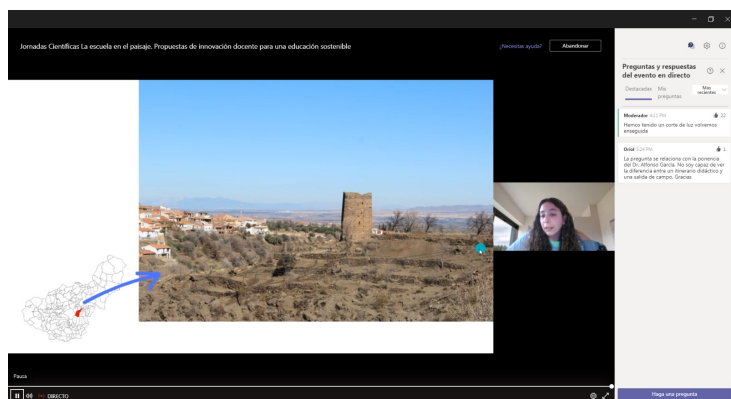 Jornadas Científicas La escuela en el paisaje. Propuestas de innovación docente para una educación sostenible
¿Necesitas ayuda?
Abandonar
Preguntas y respuestas
del evento en directo
Destacadas
Mis
preguntas
Más
recientes
Moderador 4:11 PM
22
Hemos tenido un corte de luz volvemos
enseguida
Oriol 3:24 PM
1
La pregunta se relaciona con la ponencia
del Dr. Alfonso García. No soy capaz de ver
la diferencia entre un itinerario didáctico y
una salida de campo. Gracias
Pausa
DIRECTO
Haga una pregunta